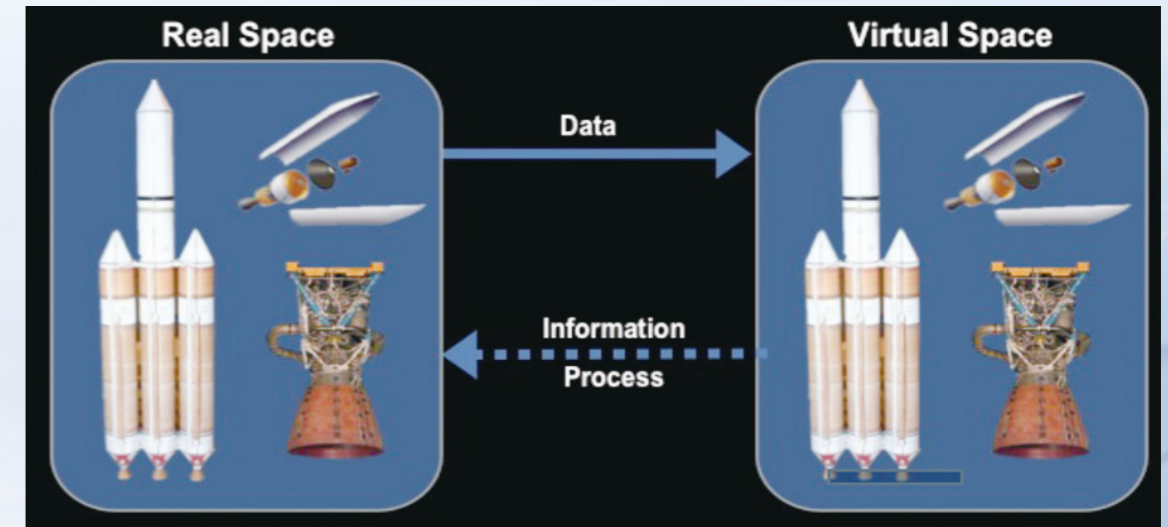 Real Space
Virtual Space
Data
Information
Process